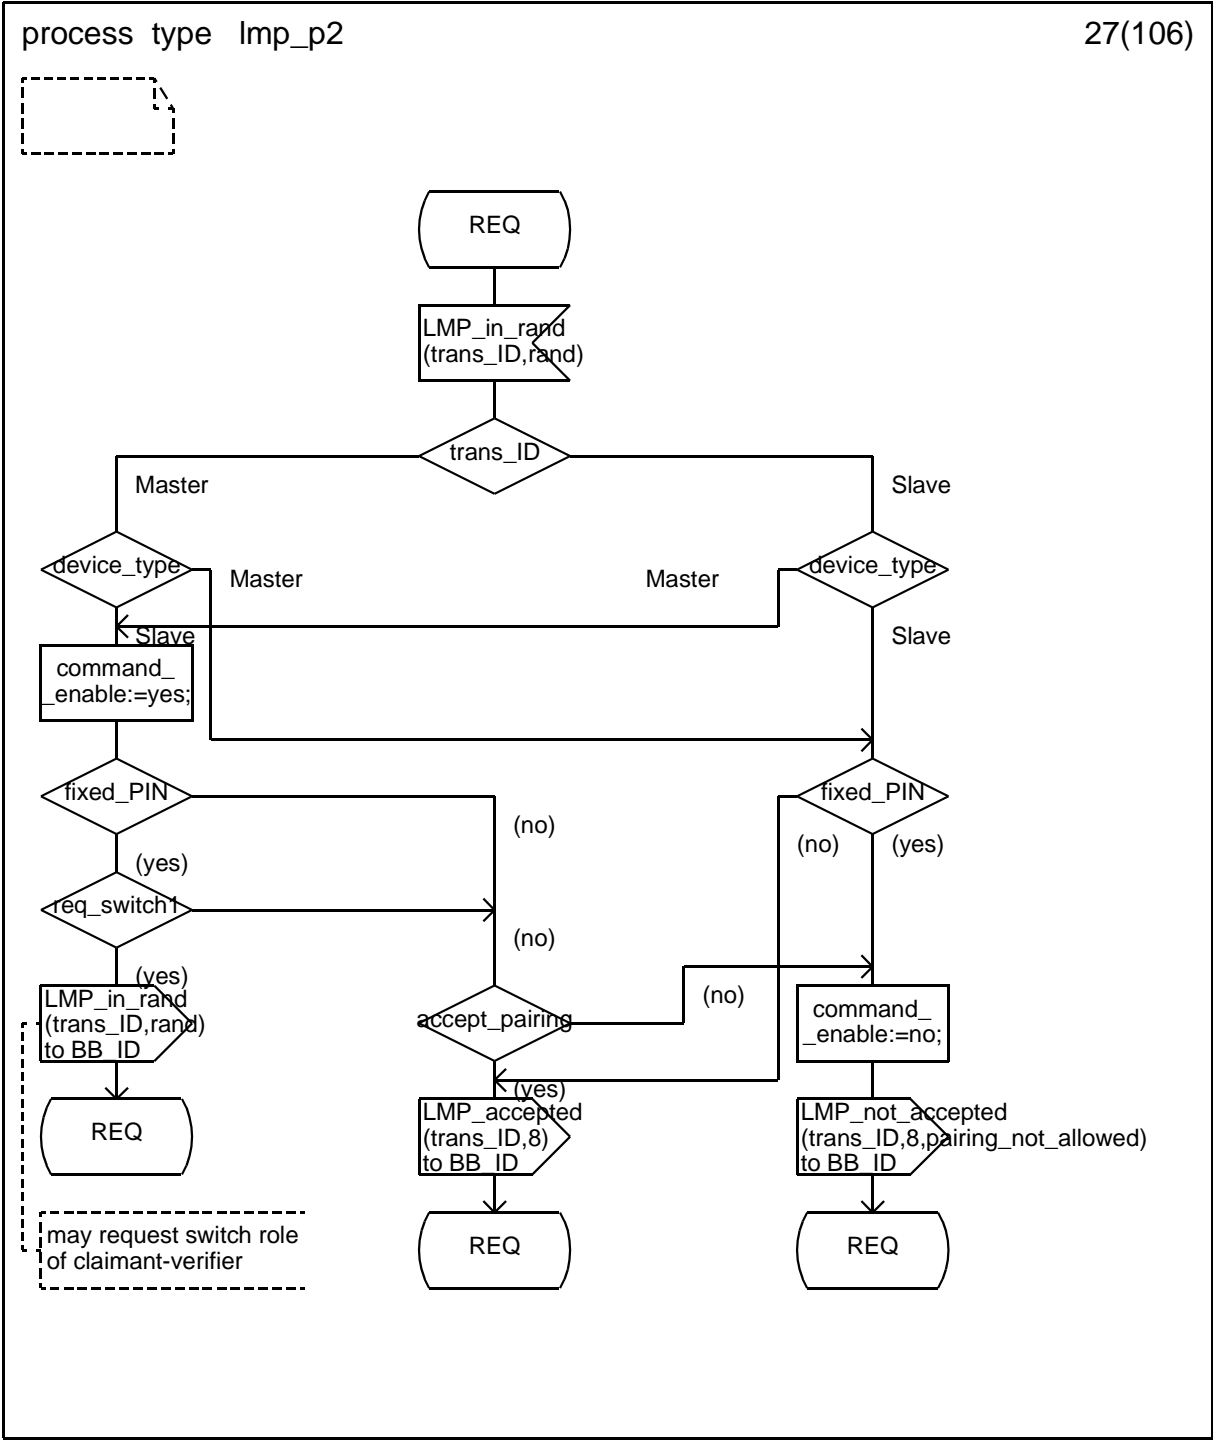 process type lmp_p2
27(106)
REQ
LMP_in_rand
(trans_ID,rand)
trans_ID
Master
Slave
device_type
Master
Master
device_type
Slave
Slave
command_
_enable:=yes;
fixed_PIN
fixed_PIN
(no)
(no)
(yes)
(yes)
req_switch1
(no)
(yes)
LMP_in_rand
(trans_ID,rand)
to BB_ID
accept_pairing
(no)
command_
_enable:=no;
(yes)
REQ
LMP_accepted
(trans_ID,8)
to BB_ID
LMP_not_accepted
(trans_ID,8,pairing_not_allowed)
to BB_ID
may request switch role
of claimant-verifier
REQ
REQ